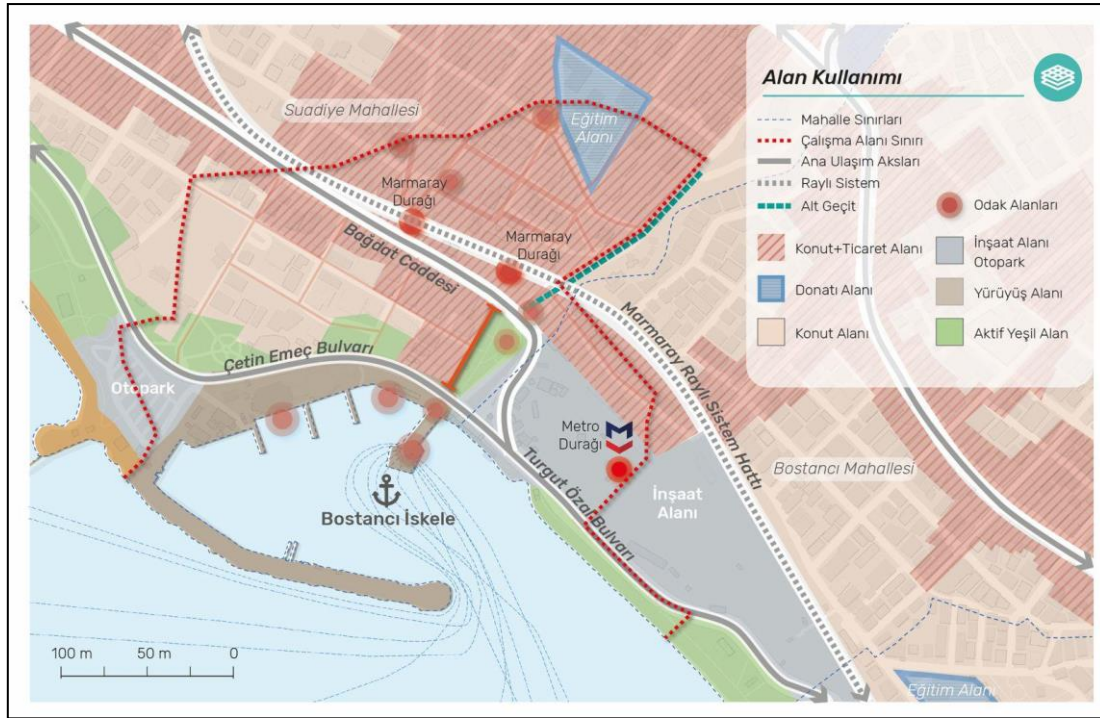 Suadiye Mahallesi
Eğitim
Alanı
Marmaray
Durağı
Marmaray
Durağı
Bağdat Caddesi
Çetin Emeç Bulvarı
Otopark
Marmaray Raylı Sistem Hattı
Metro
Durağı
Turgut Özal Bulvarı
İnşaat
Alanı
Bostancı Mahallesi
Bostancı İskele
Eğitim Alanı
100 m 50 m 0
Alan Kullanımı
Mahalle Sınırları
Çalışma Alanı Sınırı
Ana Ulaşım Aksları
Raylı Sistem
Alt Geçit
Odak Alanları
Konut+Ticaret Alanı
İnşaat Alanı
Otopark
Donatı Alanı
Yürüyüş Alanı
Konut Alanı
Aktif Yeşil Alan